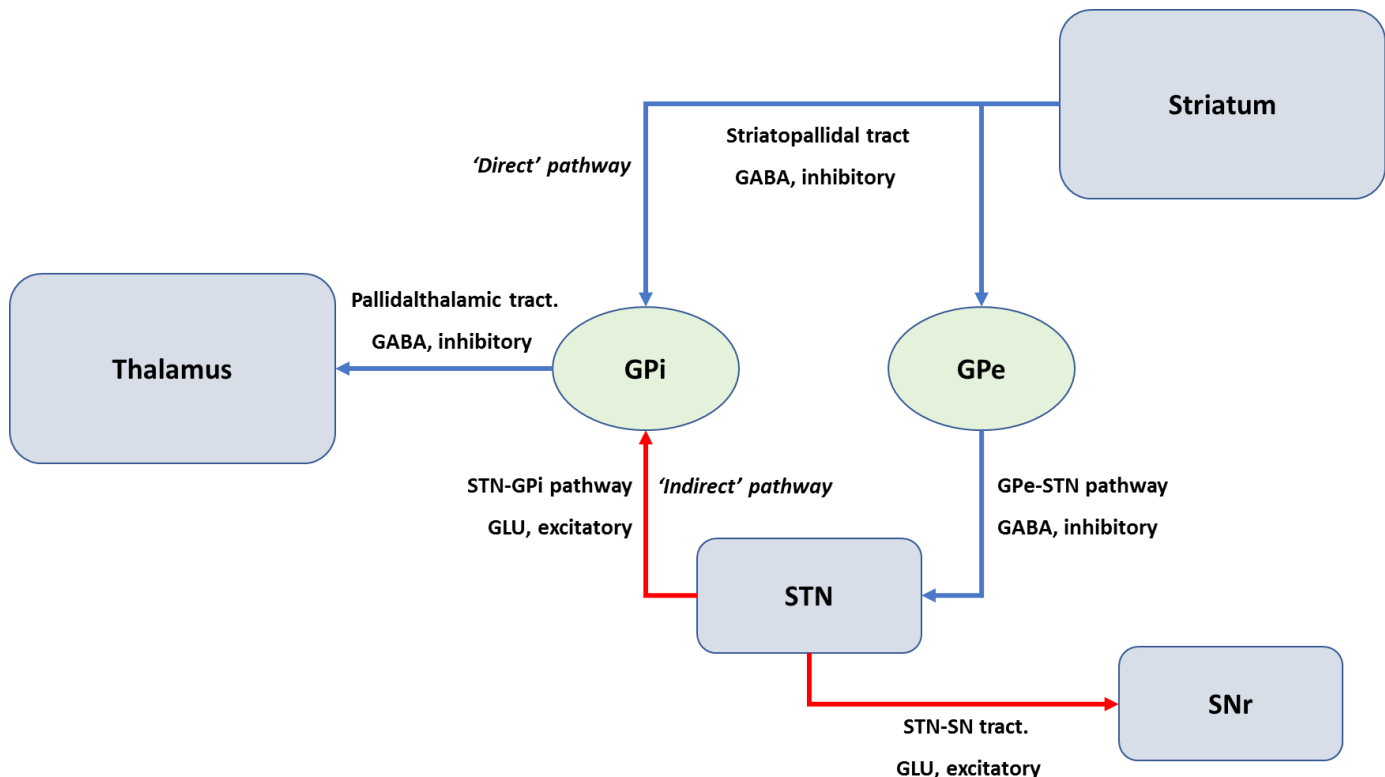 Striatum
Striatopallidal tract
GABA, inhibitory
‘Direct’ pathway
Thalamus
Pallidalthalamic tract.
GABA, inhibitory
GPi
GPe
STN-GPi pathway
GLU, excitatory
‘Indirect’ pathway
GPe-STN pathway
GABA, inhibitory
STN
SNr
STN-SN tract.
GLU, excitatory